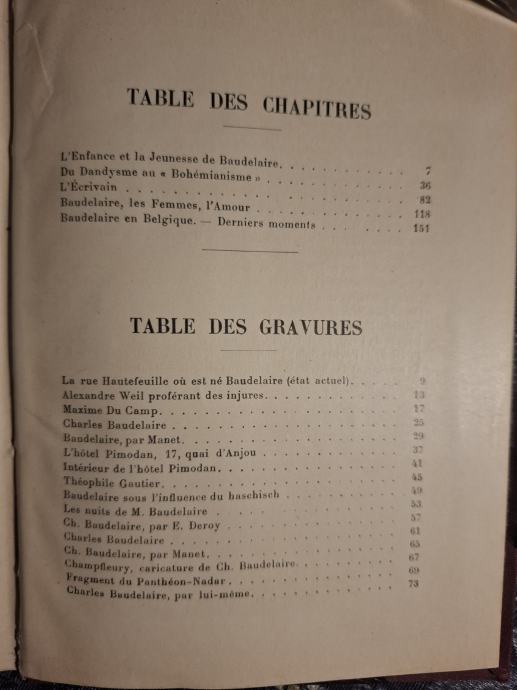 TABLE DES CHAPITRES
L'Enfance et la Jeunesse de Baudelaire. . . . . . . . . . 7
Du Dandysme au « Bohémianisme » . . . . . . . . . . 36
L'Écrivain . . . . . . . . . . 82
Baudelaire, les Femmes, l'Amour . . . . . . . . . . 118
Baudelaire en Belgique. — Derniers moments . . . . . . . 151
TABLE DES GRAVURES
La rue Hautefeuille où est né Baudelaire (état actuel). . . . . 9
Alexandre Weil proférant des injures. . . . . . . . . . 13
Maxime Du Camp. . . . . . . . . . 17
Charles Baudelaire . . . . . . . . . . 25
Baudelaire, par Manet. . . . . . . . . . 29
L'hôtel Pimodan, 17, quai d'Anjou . . . . . . . . . . 37
Intérieur de l'hôtel Pimodan. . . . . . . . . . 41
Théophile Gautier. . . . . . . . . . 45
Baudelaire sous l'influence du haschisch . . . . . . . . . 49
Les nuits de M. Baudelaire . . . . . . . . . . 53
Ch. Baudelaire, par E. Deroy . . . . . . . . . . 57
Charles Baudelaire . . . . . . . . . . 61
Ch. Baudelaire, par Manet. . . . . . . . . . 65
Champfleury, caricature de Ch. Baudelaire. . . . . . . . . 67
Fragment du Panthéon-Nadar. . . . . . . . . . 69
Charles Baudelaire, par lui-même. . . . . . . . . . 73